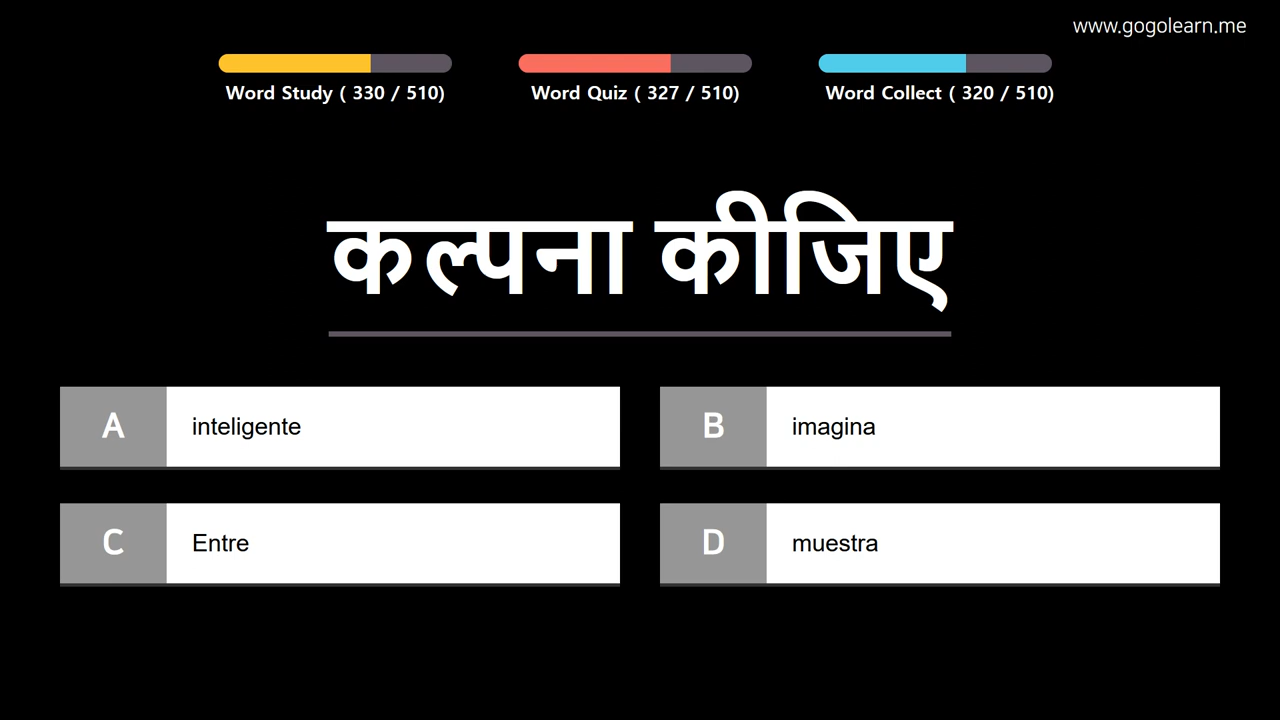 www.gogolearn.me
Word Study ( 330 / 510)
Word Quiz ( 327 / 510)
Word Collect ( 320 / 510)
कल्पना कीजिए
A
inteligente
B
imagina
C
Entre
D
muestra